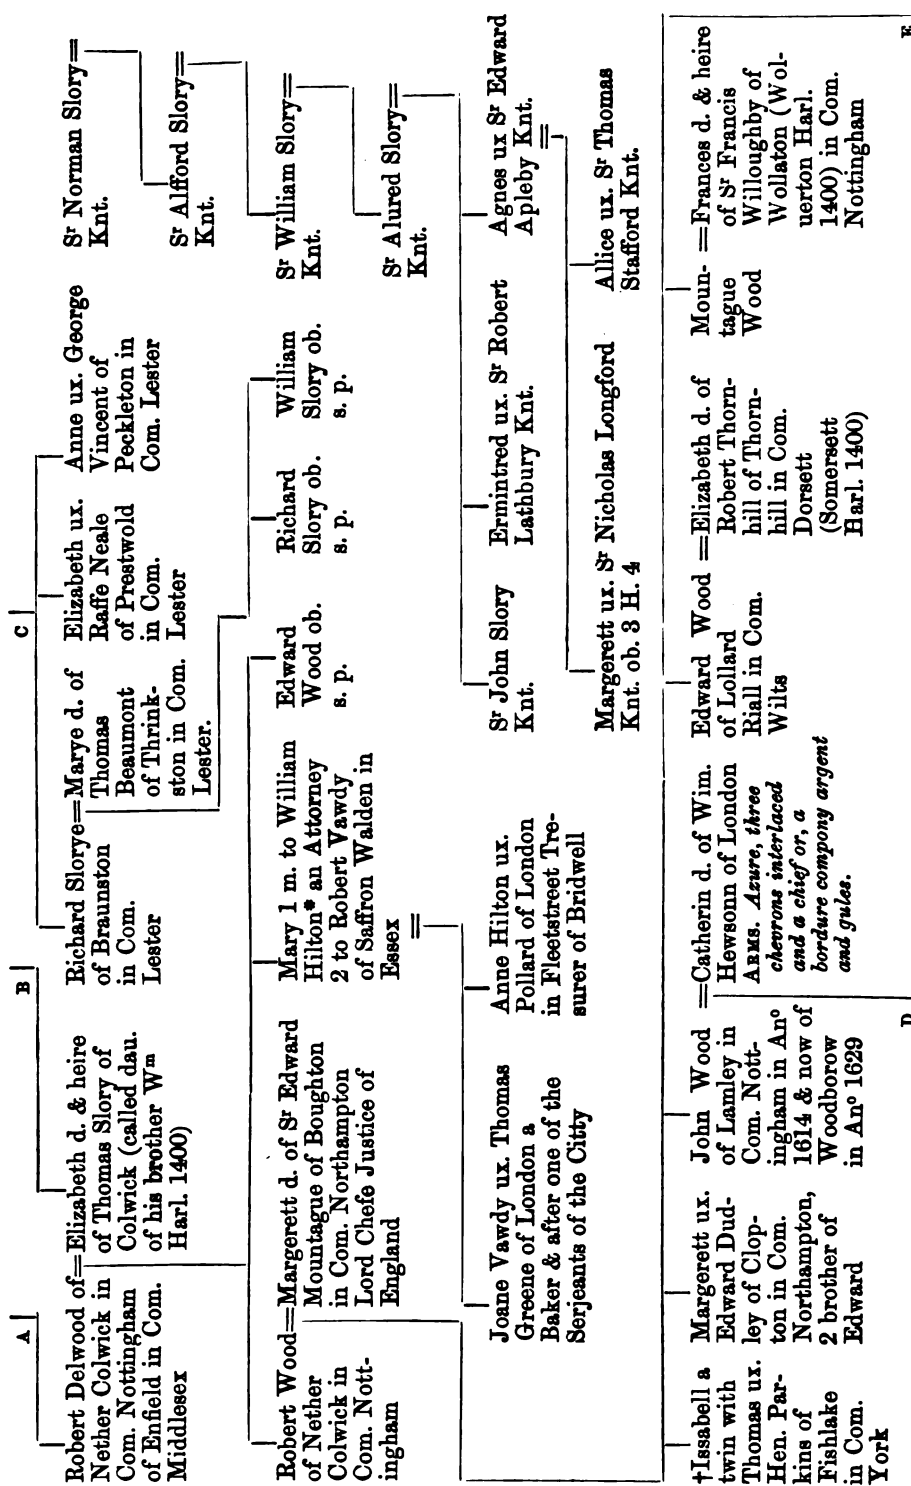 A
B
C
Robert Delwood of=Elizabeth d. & heire
Nether Colwick in
Com. Nottingham
of Enfield in Com.
Middlesex
of Thomas Slory of
Colwick (called dau.
of his brother Wm
Harl. 1400)
Richard Slorye=Marye d. of
of Braunston
in Com.
Lester
Thomas
Beaumont
of Thrink-
ston in Com.
Lester.
Elizabeth ux.
Raffe Neale
of Prestwold
in Com.
Lester
Anne ux. George
Vincent of
Peckleton in
Com. Lester
Sr Norman Slory=
Knt.
Sr Alfford Slory=
Knt.
Robert Wood=Margerett d. of Sr Edward
of Nether
Colwick in
Com. Nott-
ingham
Mountague of Boughton
in Com. Northampton
Lord Chefe Justice of
England
Mary 1 m. to William
Hilton* an Attorney
2 to Robert Vawdy
of Saffron Walden in
Essex
=
Edward
Wood ob.
s. p.
Richard
Slory ob.
s. p.
William
Slory ob.
s. p.
Sr William Slory=
Knt.
Sr Alured Slory=
Knt.
Joane Vawdy ux. Thomas
Greene of London a
Baker & after one of the
Serjeants of the Citty
Anne Hilton ux.
Pollard of London
in Fleetstreet Tre-
surer of Bridwell
Sr John Slory
Knt.
Ermintred ux. Sr Robert
Lathbury Knt.
Agnes ux Sr Edward
Apleby Knt.
=
Margerett ux. Sr Nicholas Longford
Knt. ob. 3 H. 4
Allice ux. Sr Thomas
Stafford Knt.
†Issabell a
twin with
Thomas ux.
Hen. Par-
kins of
Fishlake
in Com.
York
Margerett ux.
Edward Dud-
ley of Clop-
ton in Com.
Northampton,
2 brother of
Edward
John Wood
of Lamley in
Com. Nott-
ingham in Ano
1614 & now of
Woodborow
in Ano 1629
=Catherin d. of Wim.
Hewsonn of London
ARMS. Azure, three
chevrons interlaced
and a chief or, a
bordure compony argent
and gules.
Edward Wood
of Lollard
Riall in Com.
Wilts
=Elizabeth d. of
Robert Thorn-
hill of Thorn-
hill in Com.
Dorsett
(Somersett
Harl. 1400)
Moun-
tague
Wood
=Frances d. & heire
of Sr Francis
Willoughby of
Wollaton (Wol-
uerton Harl.
1400) in Com.
Nottingham
D
E